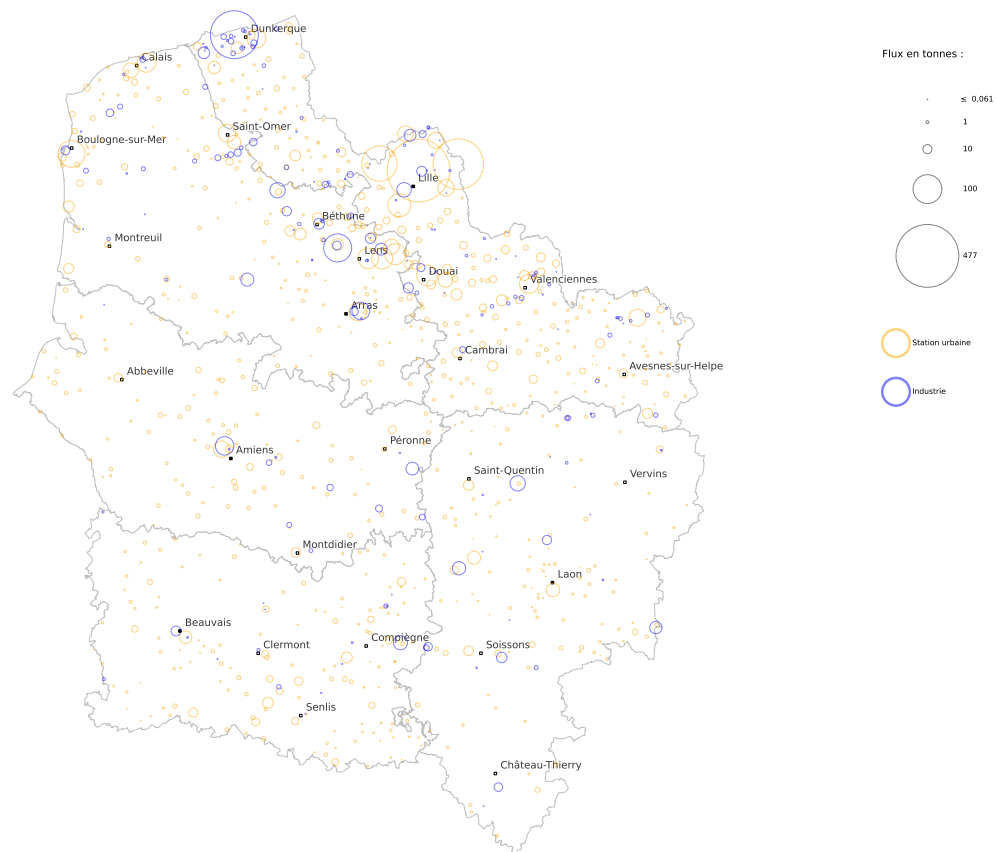 Dunkerque
Flux en tonnes :
Calais
≤ 0,061
1
Saint-Omer
Boulogne-sur-Mer
10
Lille
100
Béthune
Montreuil
Lens
477
Douai
Valenciennes
Arras
Station urbaine
Cambrai
Avesnes-sur-Helpe
Abbeville
Industrie
Péronne
Amiens
Saint-Quentin
Vervins
Montdidier
Laon
Beauvais
Compiègne
Clermont
Soissons
Senlis
Château-Thierry